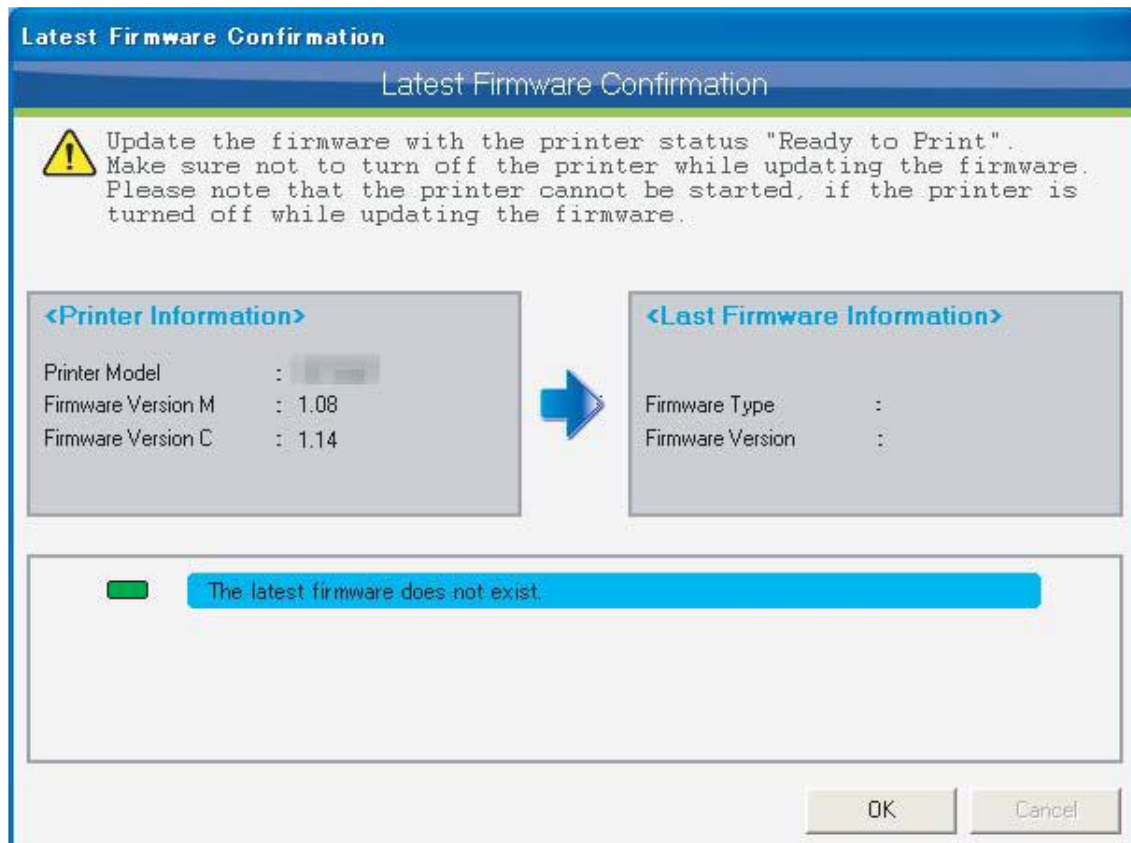 Latest Firmware Confirmation
Latest Firmware Confirmation
Update the firmware with the printer status "Ready to Print".
Make sure not to turn off the printer while updating the firmware.
Please note that the printer cannot be started, if the printer is
turned off while updating the firmware.
<Printer Information>
Printer Model :
Firmware Version M : 1.08
Firmware Version C : 1.14
<Last Firmware Information>
Firmware Type :
Firmware Version :
The latest firmware does not exist.
OK Cancel